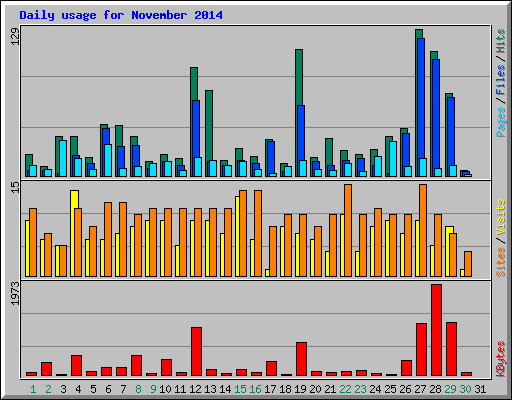 Daily usage for November 2014
129
Pages / Files / Hits
15
Sites / Visits
1973
KBytes
1 2 3 4 5 6 7 8 9 10 11 12 13 14 15 16 17 18 19 20 21 22 23 24 25 26 27 28 29 30 31